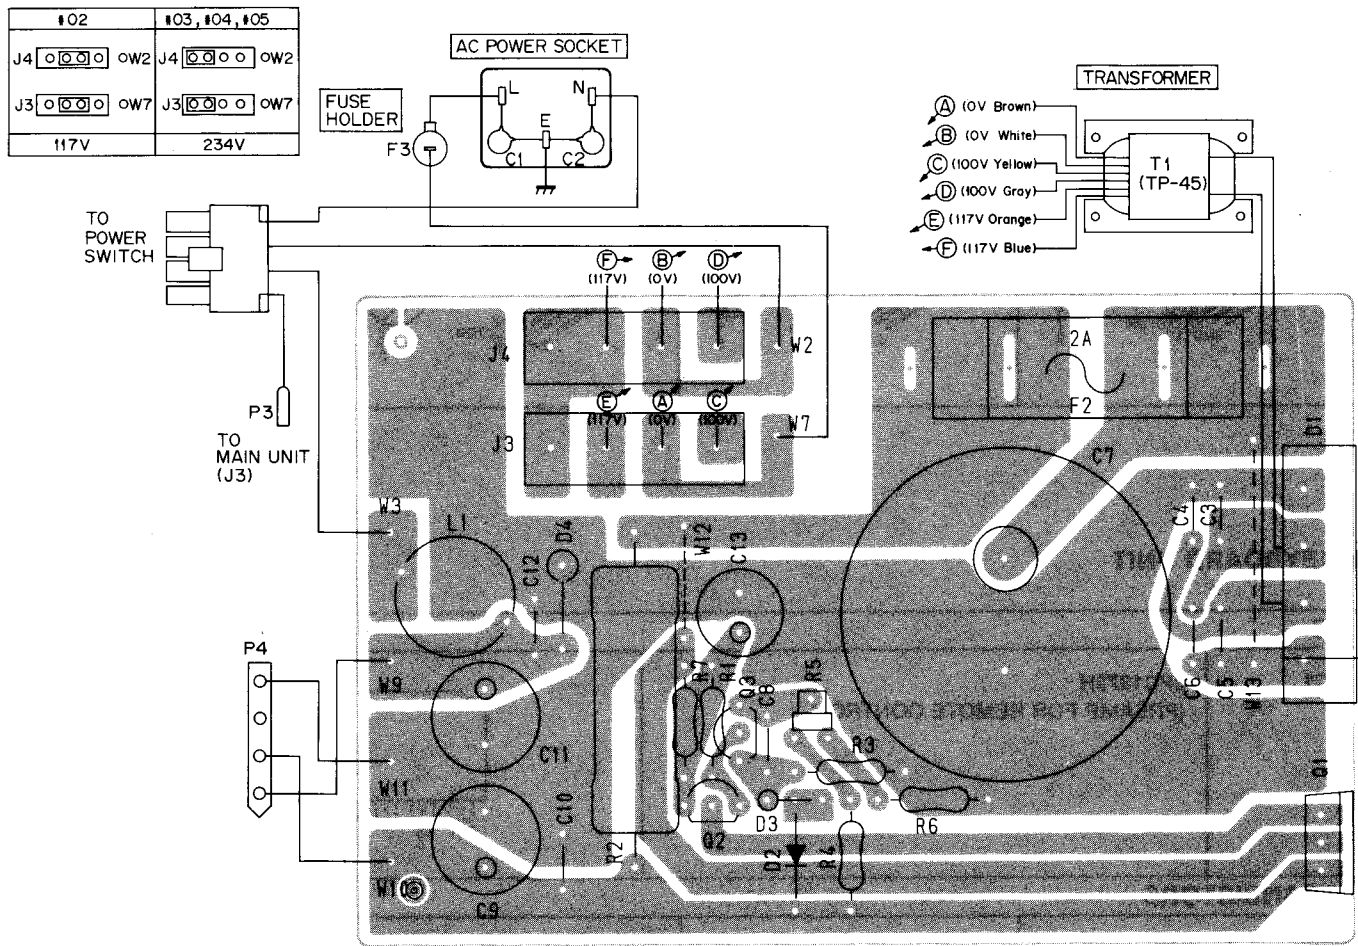 #02
#03, #04, #05
J4 OW2
J4 OW2
J3 OW7
J3 OW7
117V
234V
FUSE
HOLDER
F3
AC POWER SOCKET
L
N
E
C1
C2
TRANSFORMER
A (0V Brown)
B (0V White)
C (100V Yellow)
D (100V Gray)
E (117V Orange)
F (117V Blue)
T1
(TP-45)
TO
POWER
SWITCH
P3
TO
MAIN UNIT
(J3)
F
(117V)
B
(0V)
D
(100V)
J4
W2
E
(117V)
A
(0V)
C
(100V)
J3
W7
2A
F2
D1
C7
W3
L1
C12
D4
W12
C13
C4
C3
P4
W9
R7
R1
Q3
C8
R5
C6
C5
W13
C11
R3
W11
C10
R2
Q2
D3
D2
R4
R6
Q1
W10
C9